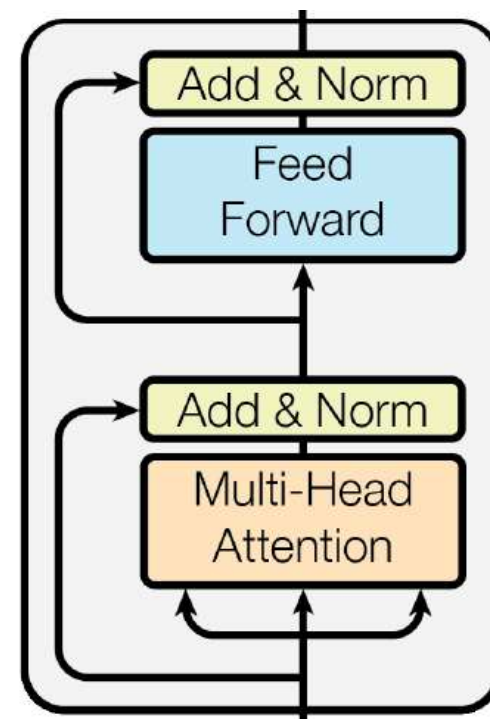 Add & Norm
Feed
Forward
Add & Norm
Multi-Head
Attention